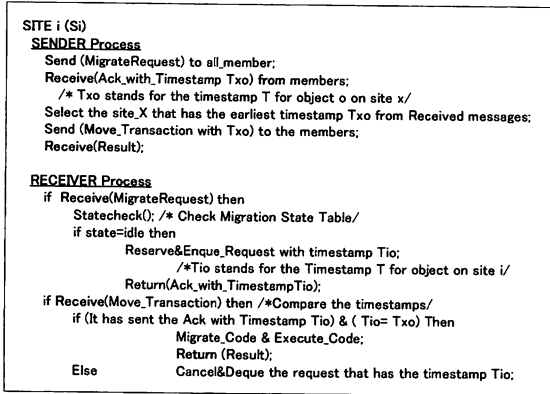 SITE i (Si)
SENDER Process
Send (MigrateRequest) to all_member;
Receive(Ack_with_Timestamp Txo) from members;
/* Txo stands for the timestamp T for object o on site x/
Select the site_X that has the earliest timestamp Txo from Received messages;
Send (Move_Transaction with Txo) to the members;
Receive(Result);
RECEIVER Process
if Receive(MigrateRequest) then
Statecheck(); /* Check Migration State Table/
if state=idle then
Reserve&Enque_Request with timestamp Tio;
/*Tio stands for the Timestamp T for object on site i/
Return(Ack_with_TimestampTio);
if Receive(Move_Transaction) then /*Compare the timestamps/
if (It has sent the Ack with Timestamp Tio) & ( Tio= Txo) Then
Migrate_Code & Execute_Code;
Return (Result);
Else Cancel&Deque the request that has the timestamp Tio;